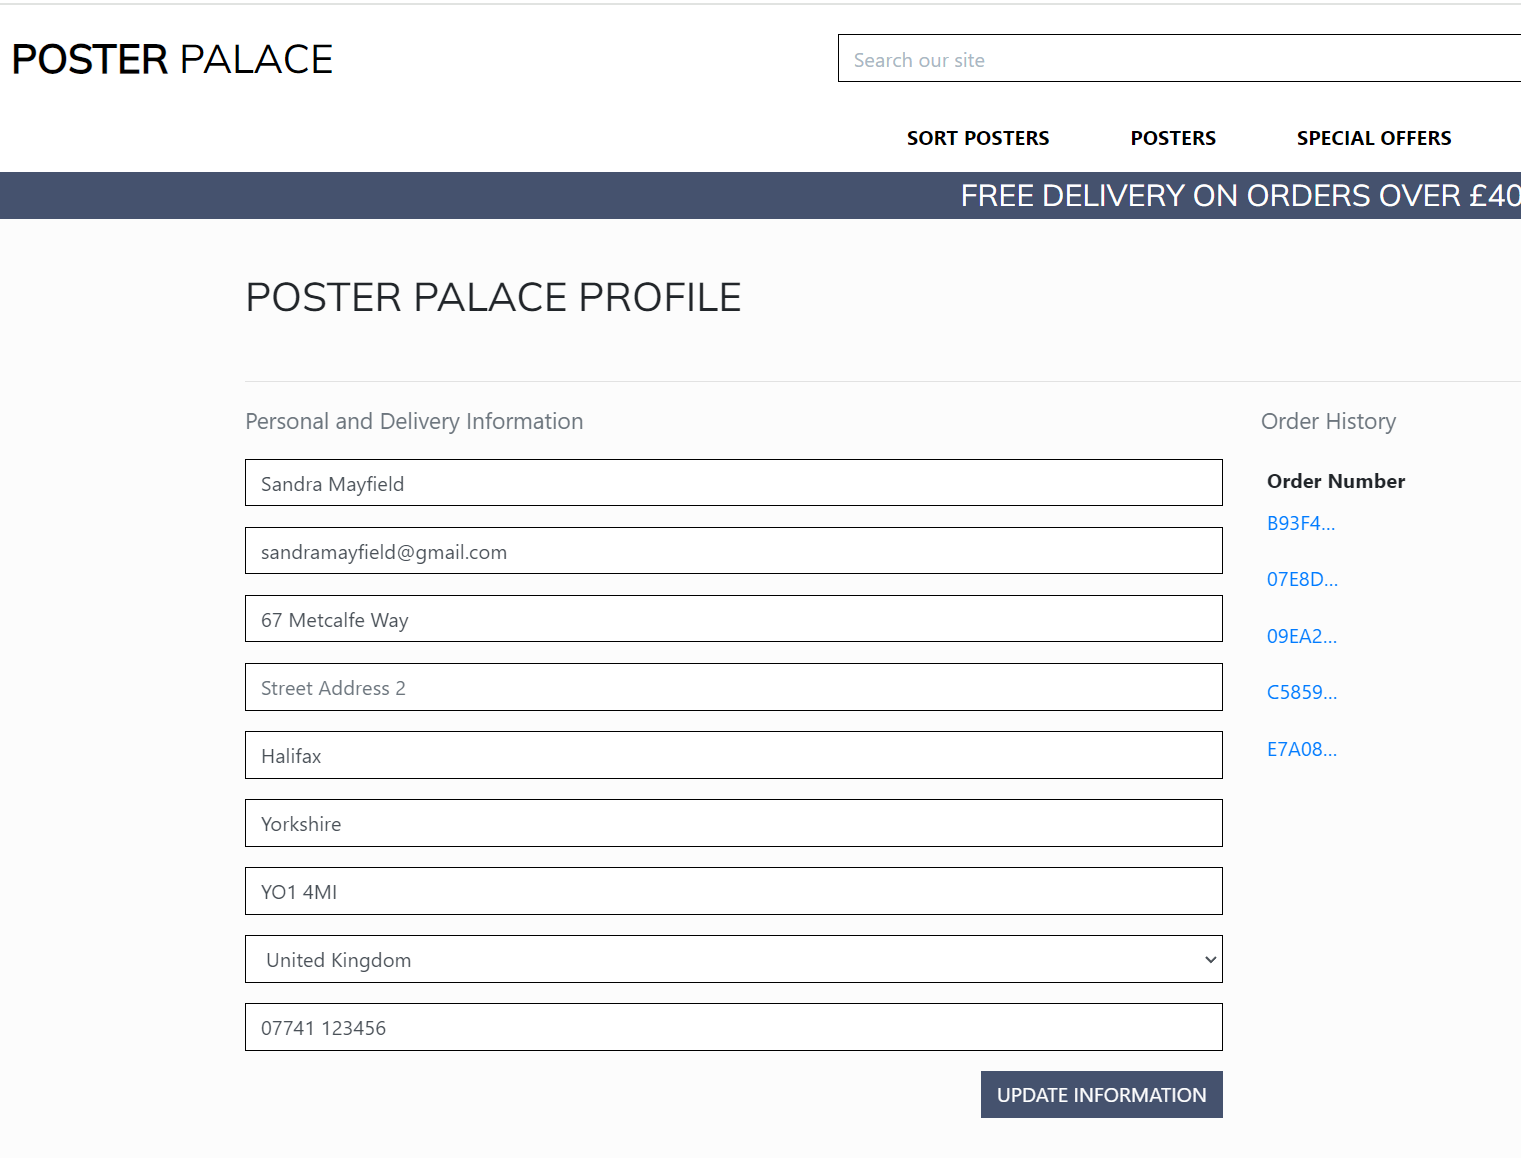 POSTER PALACE
Search our site
SORT POSTERS POSTERS SPECIAL OFFERS
FREE DELIVERY ON ORDERS OVER £40
POSTER PALACE PROFILE
Personal and Delivery Information
Sandra Mayfield
sandramayfield@gmail.com
67 Metcalfe Way
Street Address 2
Halifax
Yorkshire
YO1 4MI
United Kingdom
07741 123456
UPDATE INFORMATION
Order History
Order Number
B93F4...
07E8D...
09EA2...
C5859...
E7A08...